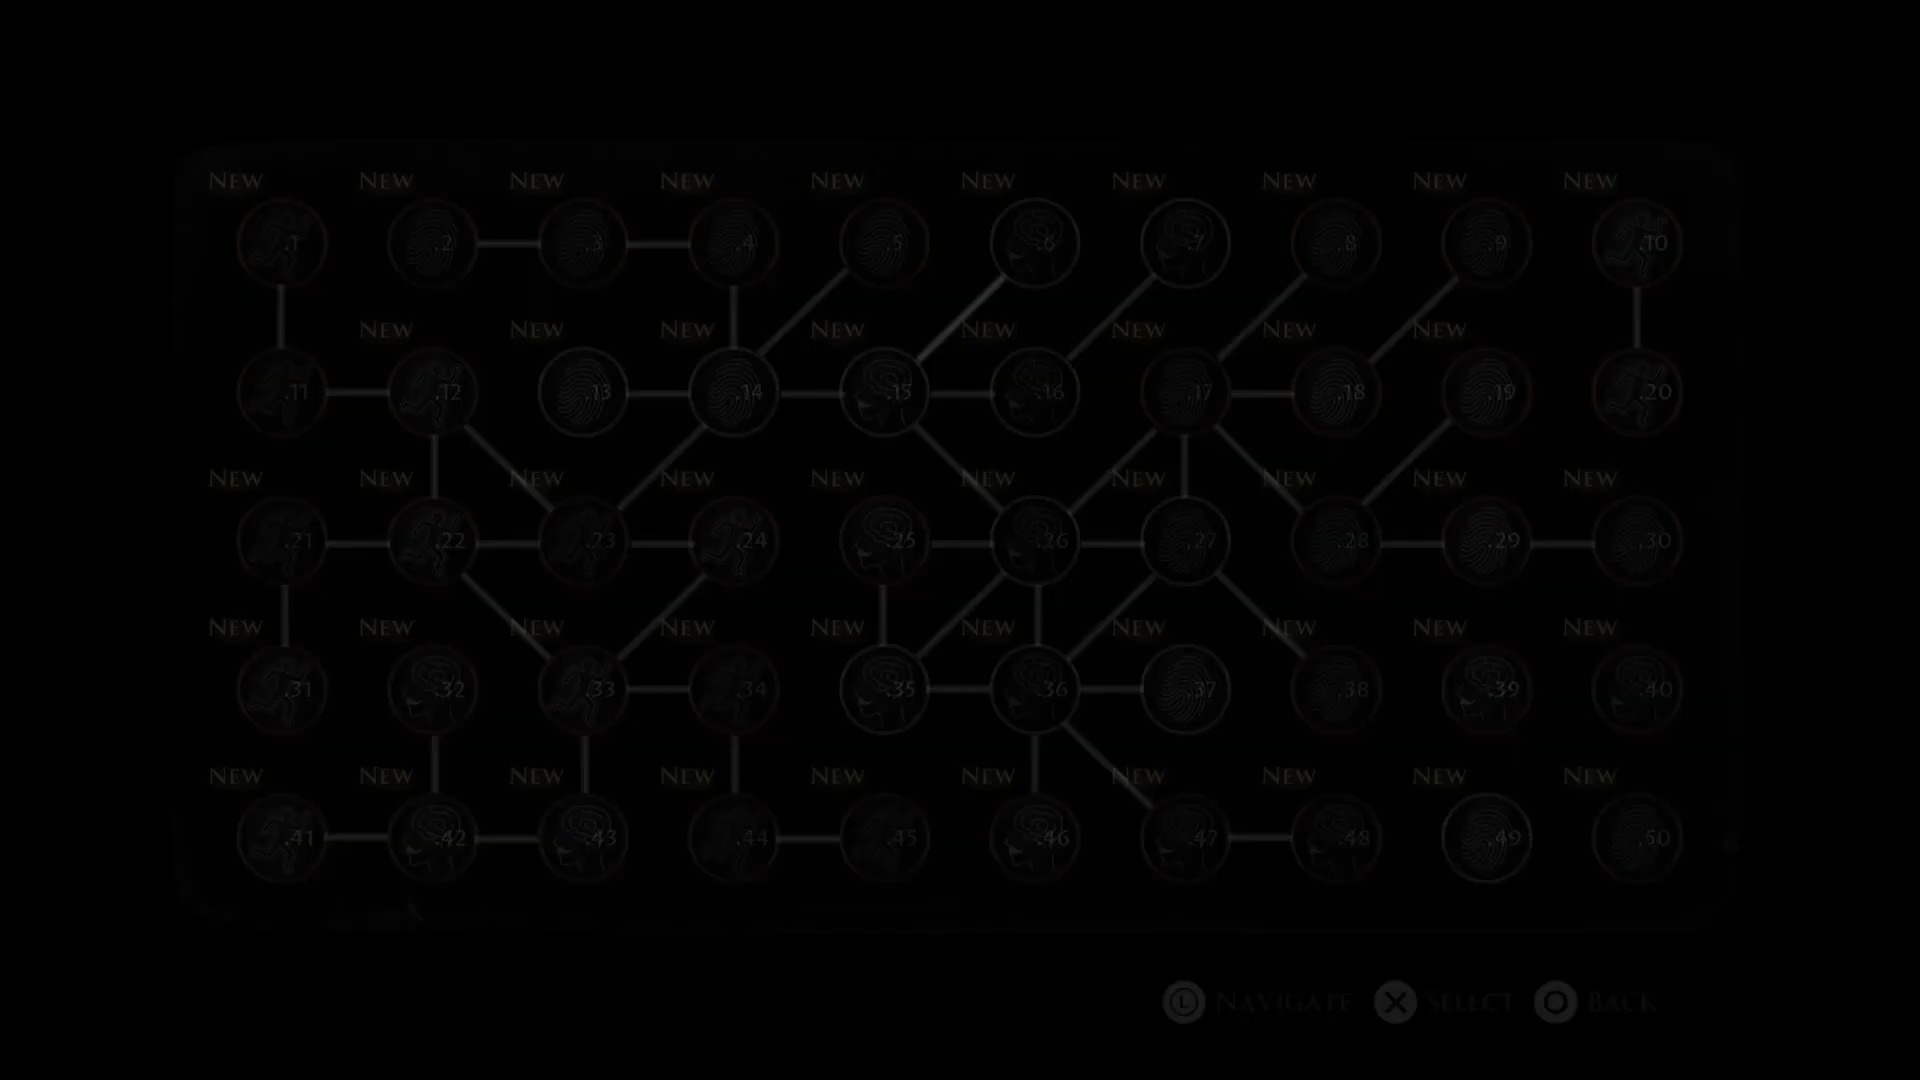 New New New New New New New New New New
.1 .2 .3 .4 .5 .6 .7 .8 .9 .10
New New New New New New New New
.11 .12 .13 .14 .15 .16 .17 .18 .19 .20
New New New New New New New New New New
.21 .22 .23 .24 .25 .26 .27 .28 .29 .30
New New New New New New New New New New
.31 .32 .33 .34 .35 .36 .37 .38 .39 .40
New New New New New New New New New New
.41 .42 .43 .44 .45 .46 .47 .48 .49 .50
L Navigate X Select O Back